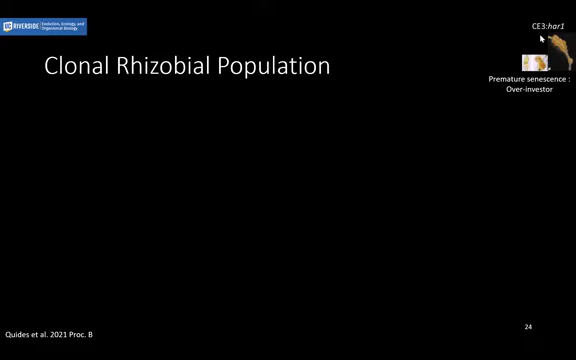 UC RIVERSIDE
Evolution, Ecology, and
Organismal Biology
CE3:har1
Clonal Rhizobial Population
Premature senescence :
Over-investor
24
Quides et al. 2021 Proc. B